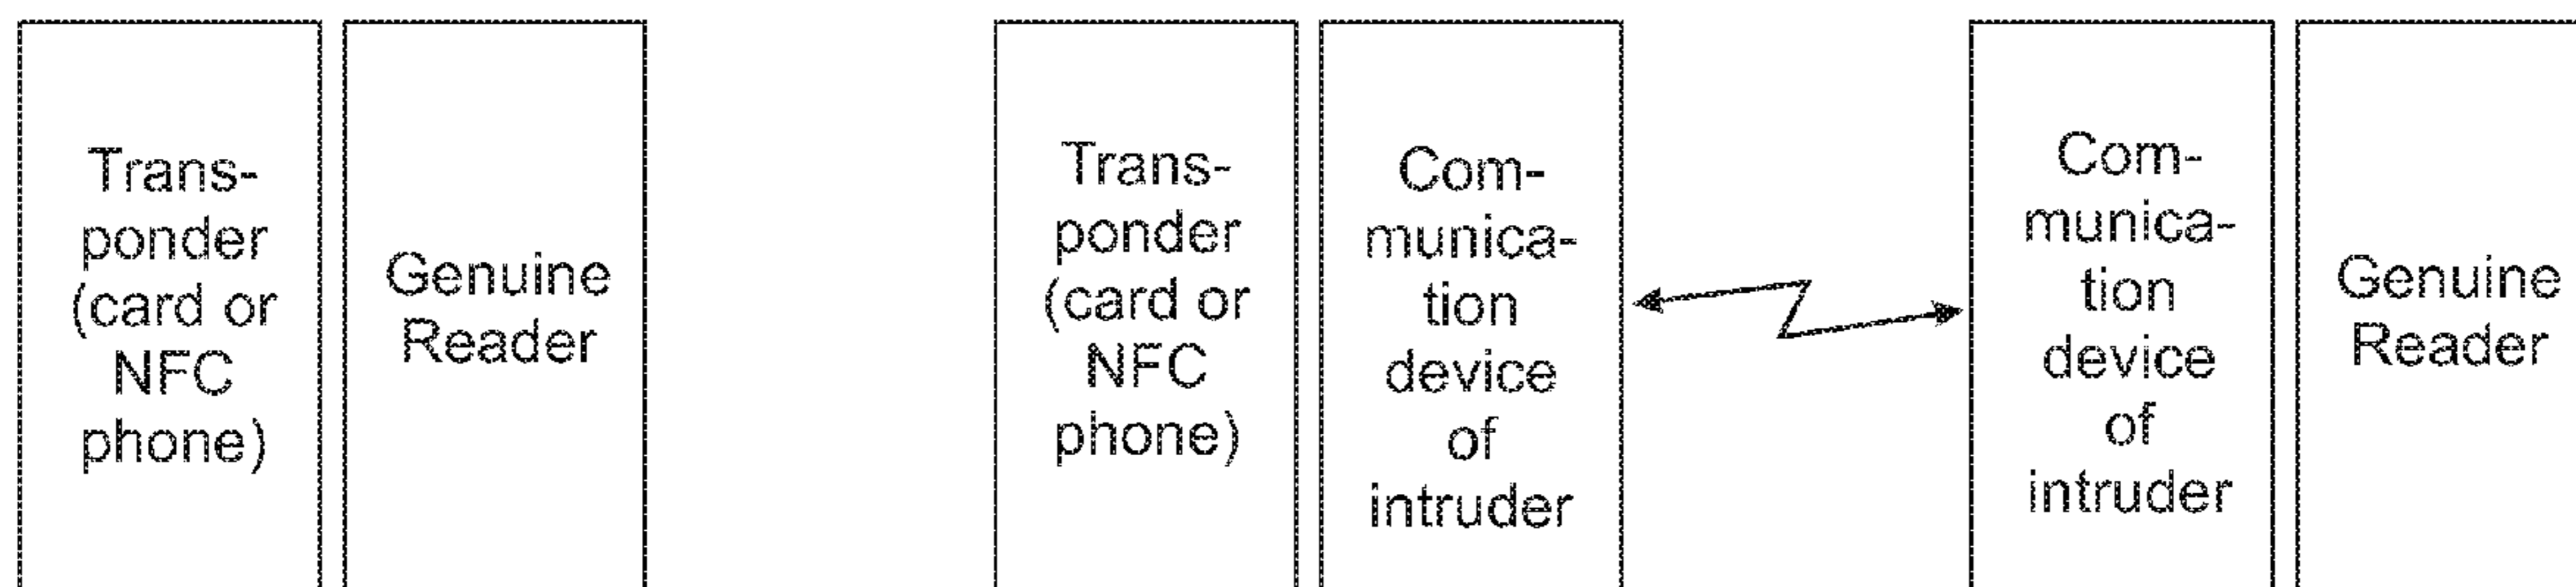 Trans-
ponder
(card or
NFC
phone)
Genuine
Reader
Trans-
ponder
(card or
NFC
phone)
Com-
munica-
tion
device
of
intruder
Com-
munica-
tion
device
of
intruder
Genuine
Reader